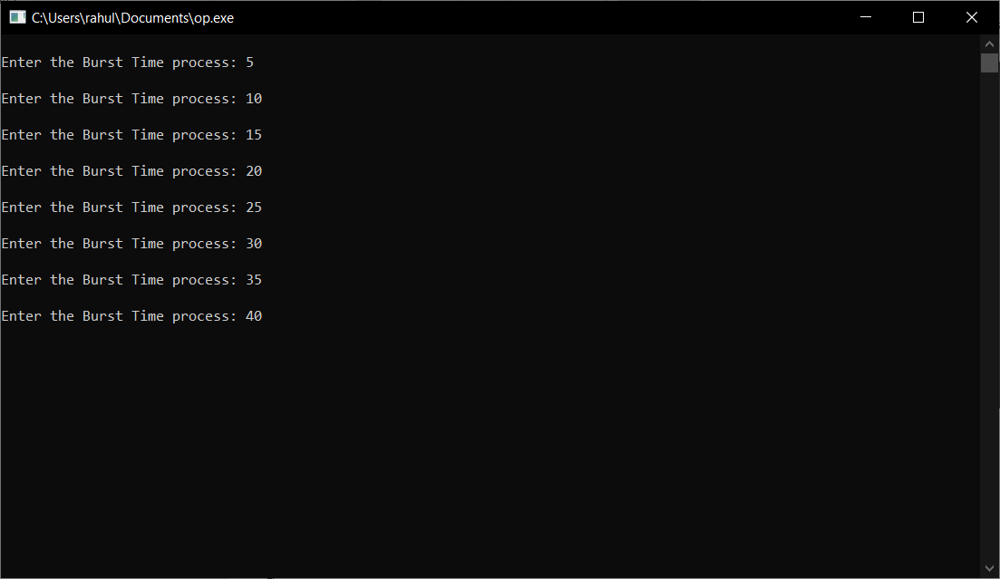 C:\Users\rahul\Documents\op.exe
Enter the Burst Time process: 5
Enter the Burst Time process: 10
Enter the Burst Time process: 15
Enter the Burst Time process: 20
Enter the Burst Time process: 25
Enter the Burst Time process: 30
Enter the Burst Time process: 35
Enter the Burst Time process: 40